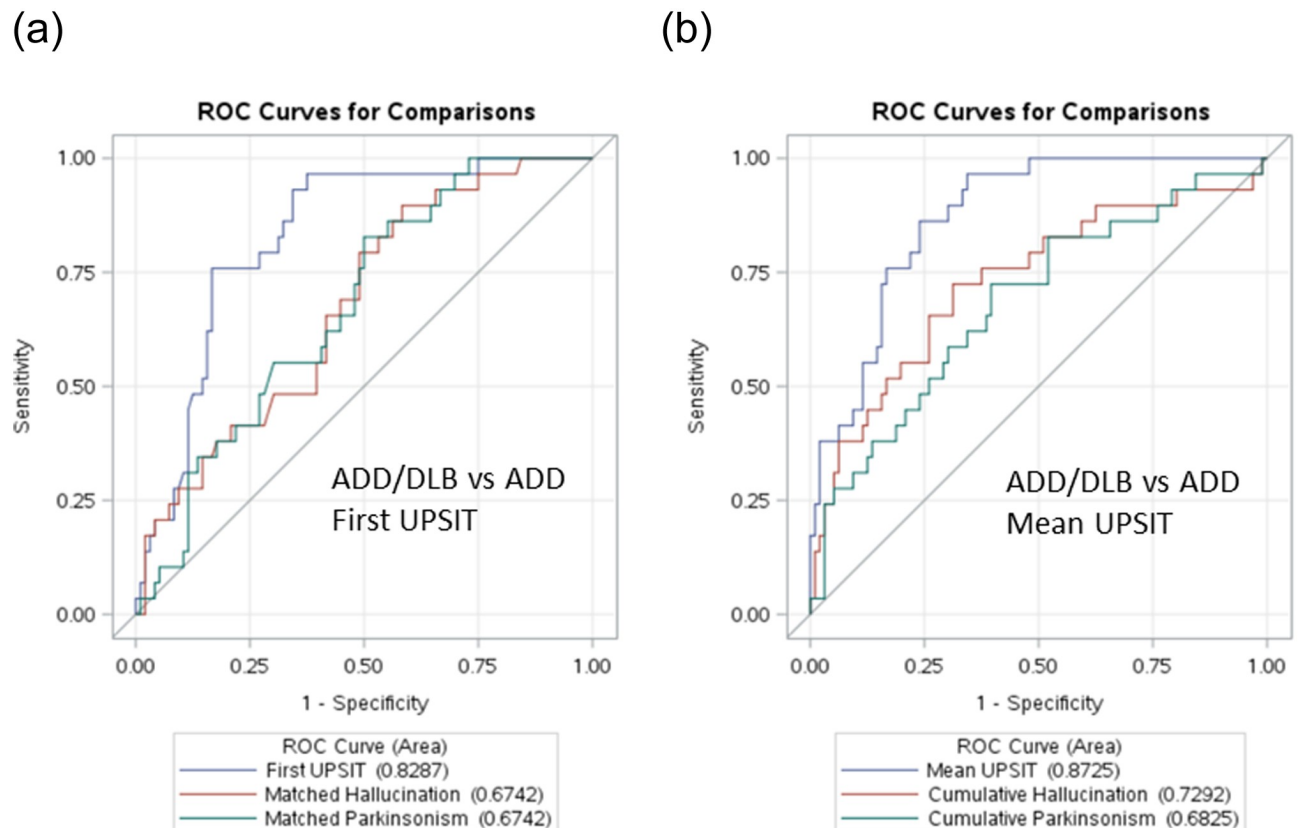 (a)
ROC Curves for Comparisons
1.00
0.75
0.50
0.25
0.00
Sensitivity
ADD/DLB vs ADD
First UPSIT
0.00 0.25 0.50 0.75 1.00
1 - Specificity
ROC Curve (Area)
First UPSIT (0.8287)
Matched Hallucination (0.6742)
Matched Parkinsonism (0.6742)
(b)
ROC Curves for Comparisons
1.00
0.75
0.50
0.25
0.00
Sensitivity
ADD/DLB vs ADD
Mean UPSIT
0.00 0.25 0.50 0.75 1.00
1 - Specificity
ROC Curve (Area)
Mean UPSIT (0.8725)
Cumulative Hallucination (0.7292)
Cumulative Parkinsonism (0.6825)